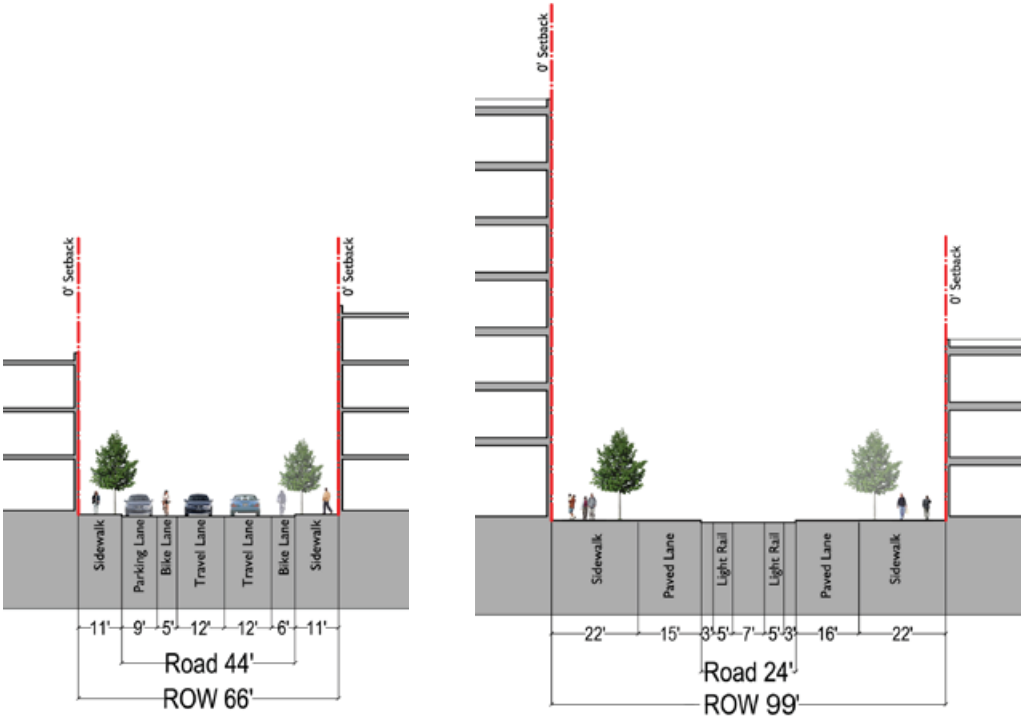 0' Setback
0' Setback
Sidewalk
Parking Lane
Bike Lane
Travel Lane
Travel Lane
Bike Lane
Sidewalk
11' 9' 5' 12' 12' 6' 11'
Road 44'
ROW 66'
0' Setback
0' Setback
Sidewalk
Paved Lane
Light Rail
Light Rail
Paved Lane
Sidewalk
22' 15' 3' 5' 7' 5' 3' 16' 22'
Road 24'
ROW 99'